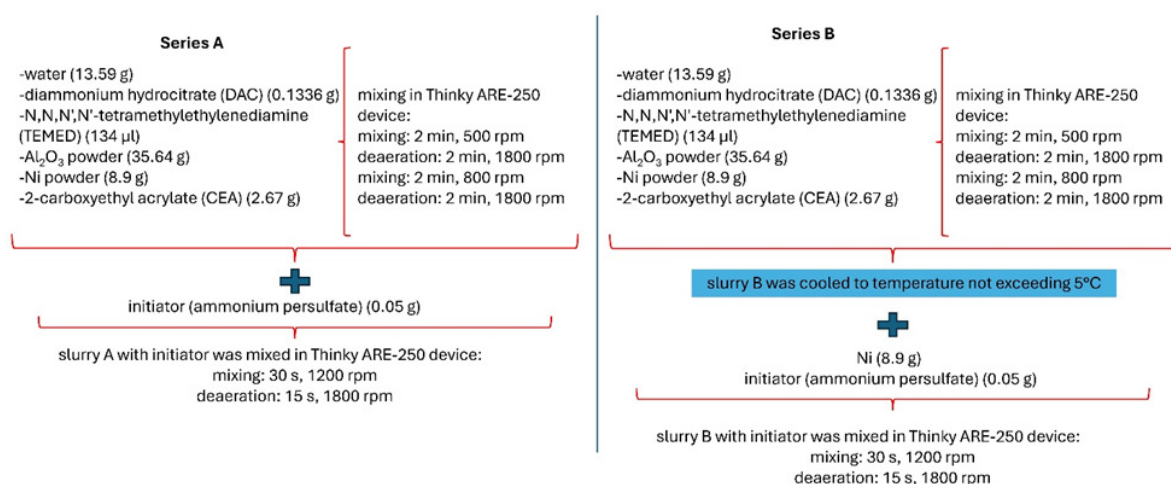 Series A
-water (13.59 g)
-diammonium hydrocitrate (DAC) (0.1336 g)
-N,N,N',N'-tetramethylethylenediamine
(TEMED) (134 µl)
-Al₂O₃ powder (35.64 g)
-Ni powder (8.9 g)
-2-carboxyethyl acrylate (CEA) (2.67 g)
mixing in Thinky ARE-250
device:
mixing: 2 min, 500 rpm
deaeration: 2 min, 1800 rpm
mixing: 2 min, 800 rpm
deaeration: 2 min, 1800 rpm
initiator (ammonium persulfate) (0.05 g)
slurry A with initiator was mixed in Thinky ARE-250 device:
mixing: 30 s, 1200 rpm
deaeration: 15 s, 1800 rpm
Series B
-water (13.59 g)
-diammonium hydrocitrate (DAC) (0.1336 g)
-N,N,N',N'-tetramethylethylenediamine
(TEMED) (134 µl)
-Al₂O₃ powder (35.64 g)
-Ni powder (8.9 g)
-2-carboxyethyl acrylate (CEA) (2.67 g)
mixing in Thinky ARE-250
device:
mixing: 2 min, 500 rpm
deaeration: 2 min, 1800 rpm
mixing: 2 min, 800 rpm
deaeration: 2 min, 1800 rpm
slurry B was cooled to temperature not exceeding 5°C
Ni (8.9 g)
initiator (ammonium persulfate) (0.05 g)
slurry B with initiator was mixed in Thinky ARE-250 device:
mixing: 30 s, 1200 rpm
deaeration: 15 s, 1800 rpm